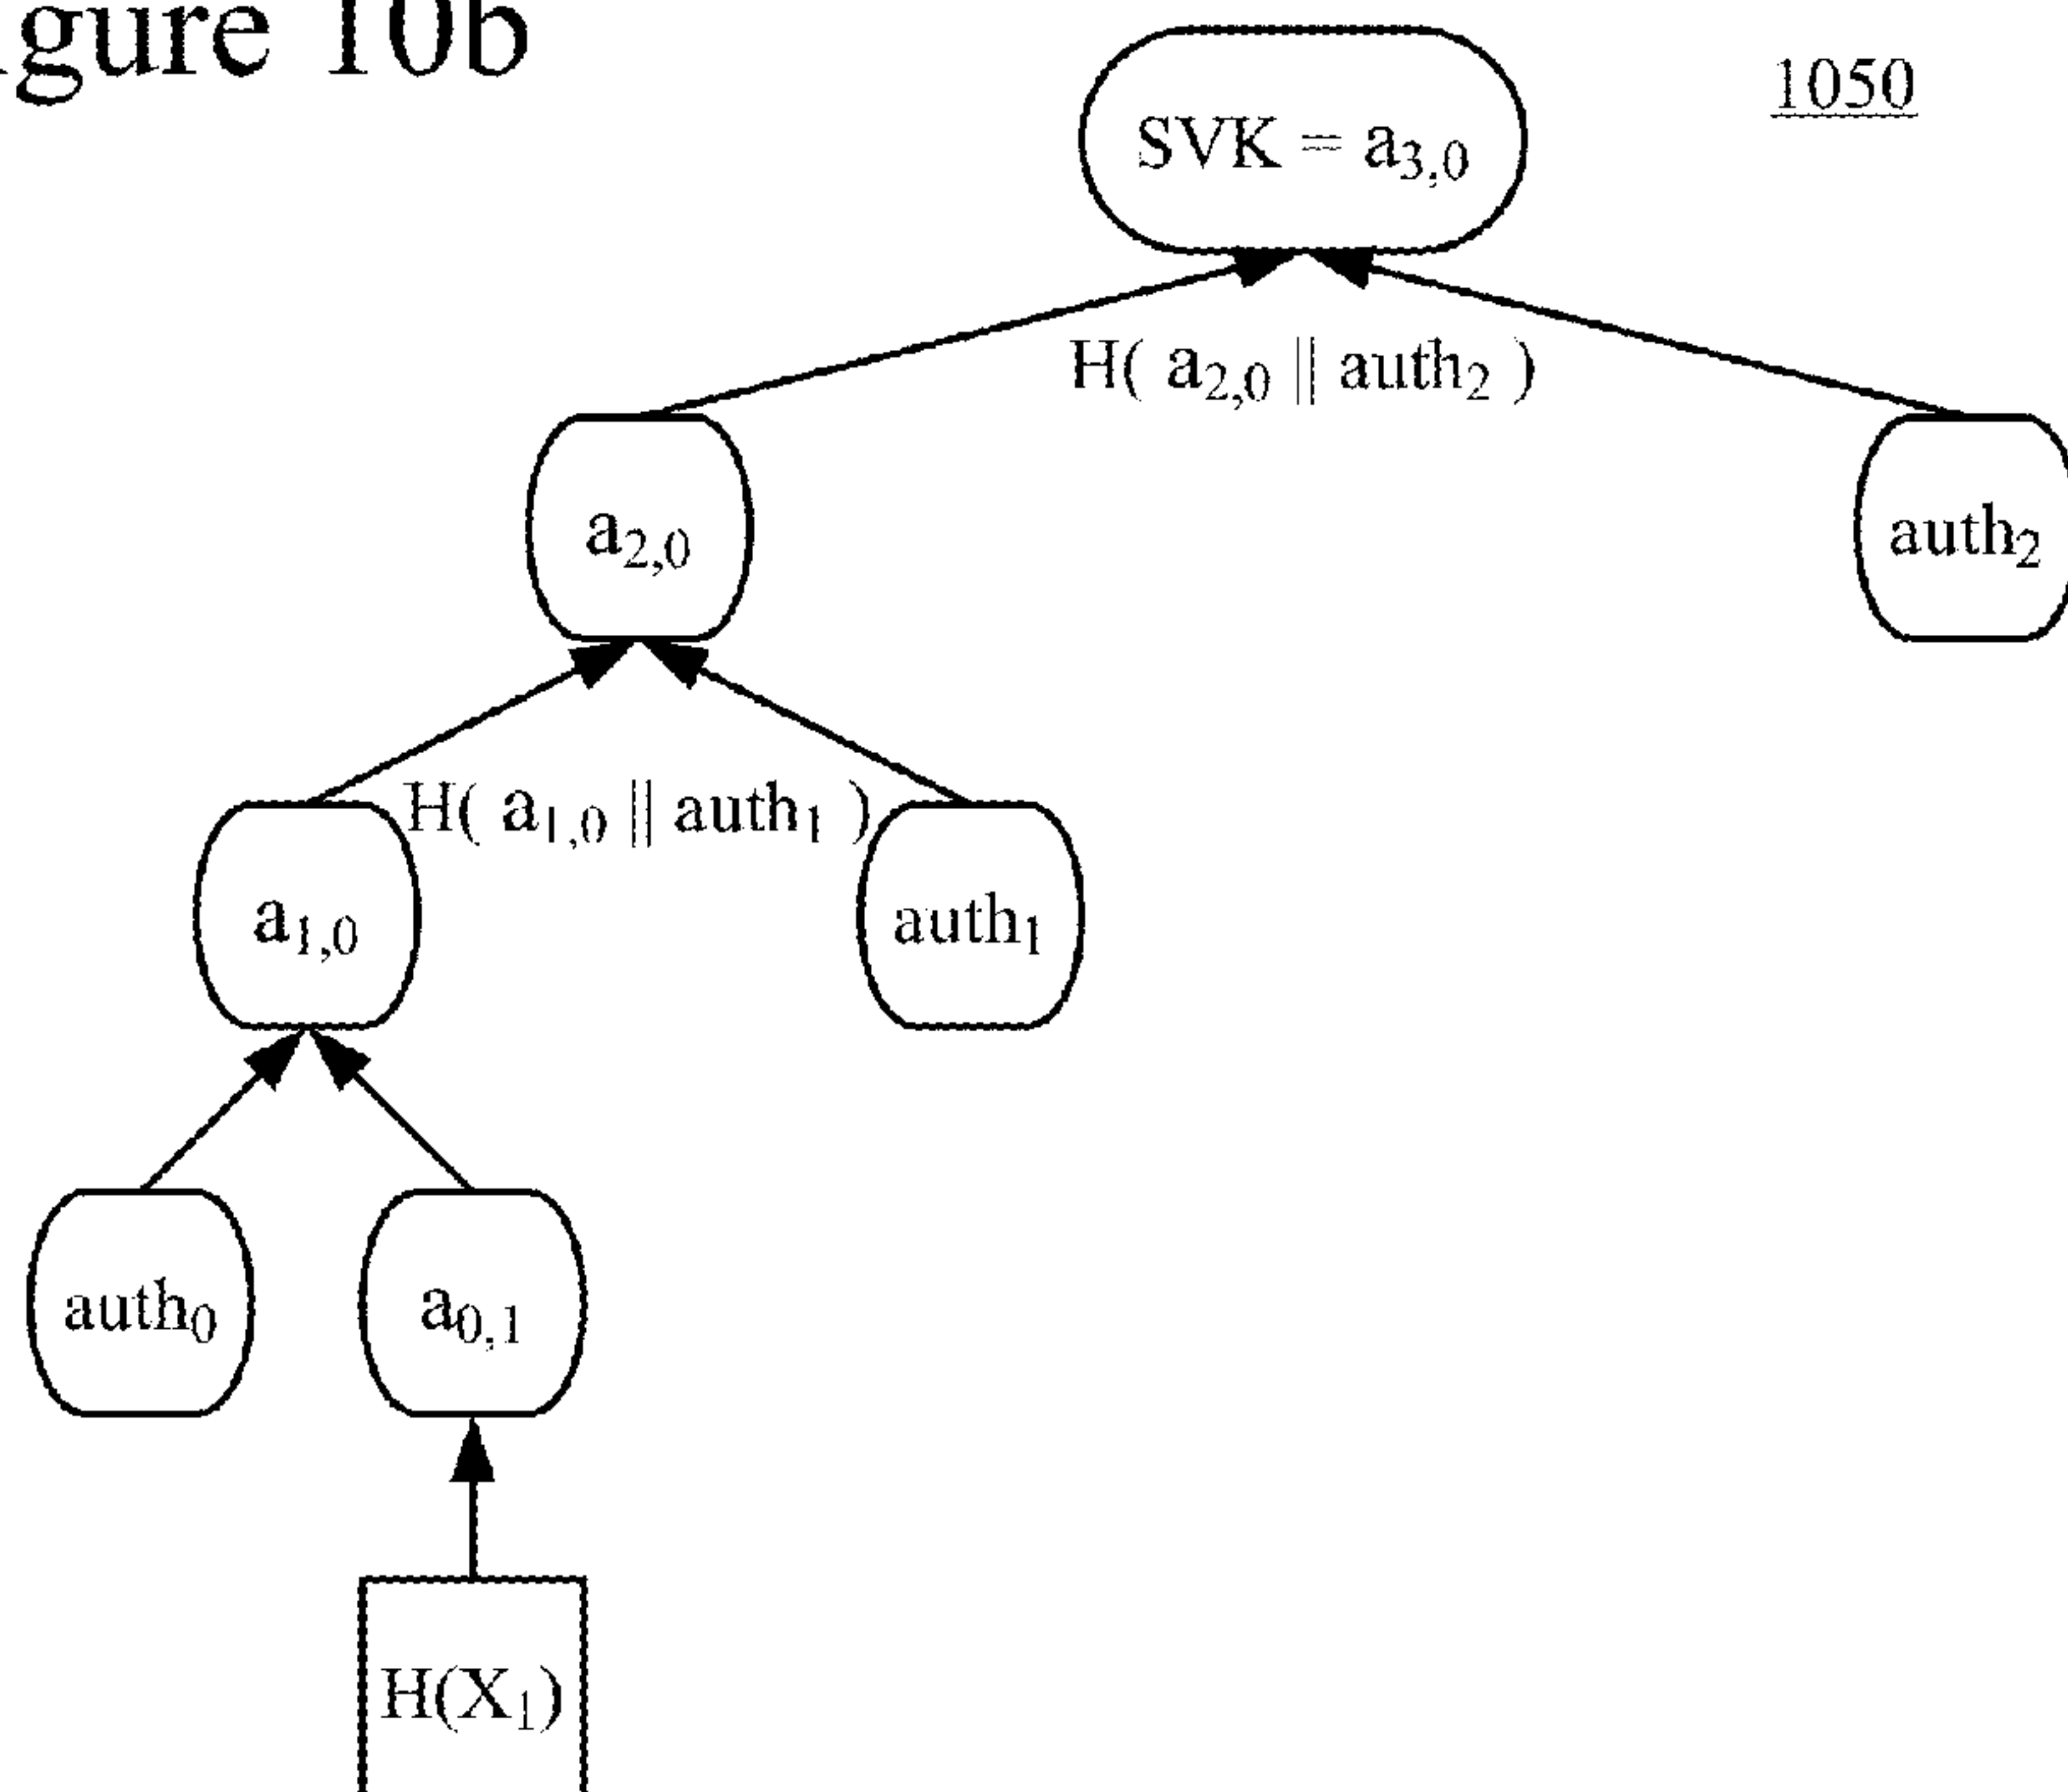 gure 10b
1050
SVK = a3,0
H( a2,0 || auth2 )
a2,0
auth2
H( a1,0 || auth1 )
a1,0
auth1
auth0
a0,1
H(X1)